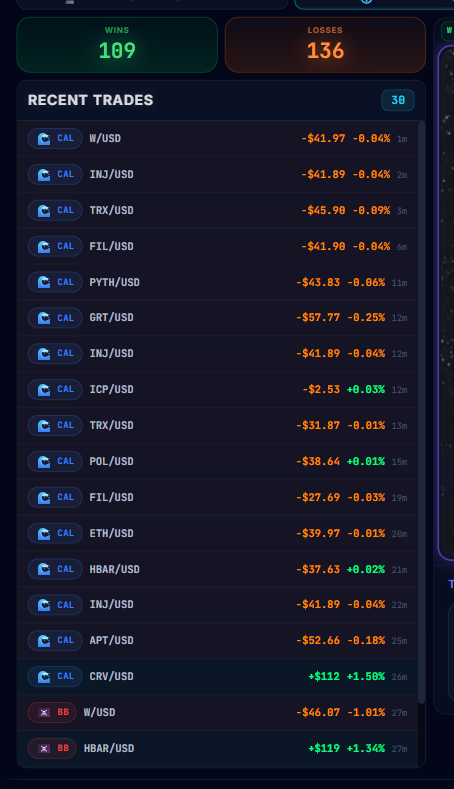 WINS
109
LOSSES
136
W
RECENT TRADES
30
CAL W/USD -$41.97 -0.04% 1m
CAL INJ/USD -$41.89 -0.04% 2m
CAL TRX/USD -$45.90 -0.09% 3m
CAL FIL/USD -$41.90 -0.04% 6m
CAL PYTH/USD -$43.83 -0.06% 11m
CAL GRT/USD -$57.77 -0.25% 12m
CAL INJ/USD -$41.89 -0.04% 12m
CAL ICP/USD -$2.53 +0.03% 12m
CAL TRX/USD -$31.87 -0.01% 13m
CAL POL/USD -$38.64 +0.01% 15m
CAL FIL/USD -$27.69 -0.03% 19m
CAL ETH/USD -$39.97 -0.01% 20m
CAL HBAR/USD -$37.63 +0.02% 21m
CAL INJ/USD -$41.89 -0.04% 22m
CAL APT/USD -$52.66 -0.18% 25m
CAL CRV/USD +$112 +1.50% 26m
BB W/USD -$46.07 -1.01% 27m
BB HBAR/USD +$119 +1.34% 27m
T